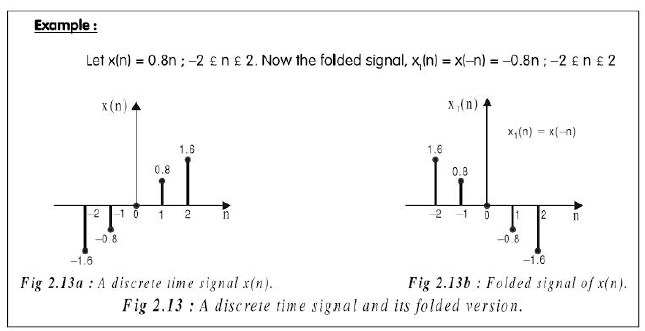 Example :
Let x(n) = 0.8n ; –2 £ n £ 2. Now the folded signal, x₁(n) = x(–n) = –0.8n ; –2 £ n £ 2
x(n)
1.6
0.8
–2 –1 0 1 2 n
–0.8
–1.6
Fig 2.13a : A discrete time signal x(n).
x₁(n)
x₁(n) = x(–n)
1.6
0.8
–2 –1 0 1 2 n
–0.8
–1.6
Fig 2.13b : Folded signal of x(n).
Fig 2.13 : A discrete time signal and its folded version.